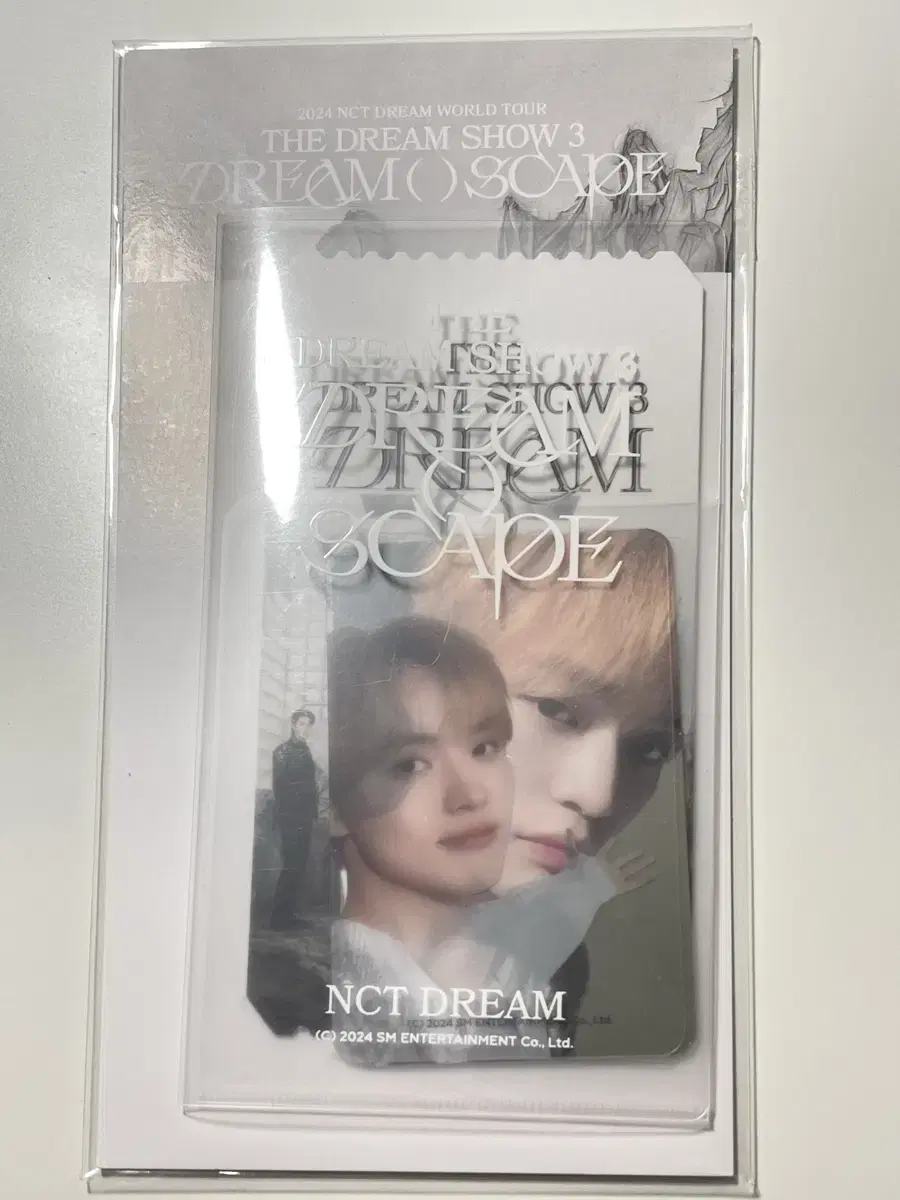 2024 NCT DREAM WORLD TOUR
THE DREAM SHOW 3
DREAM ( ) SCAPE
THE
DREAM SHOW 3
DREAM
( )
SCAPE
NCT DREAM
(C) 2024 SM ENTERTAINMENT Co., Ltd.